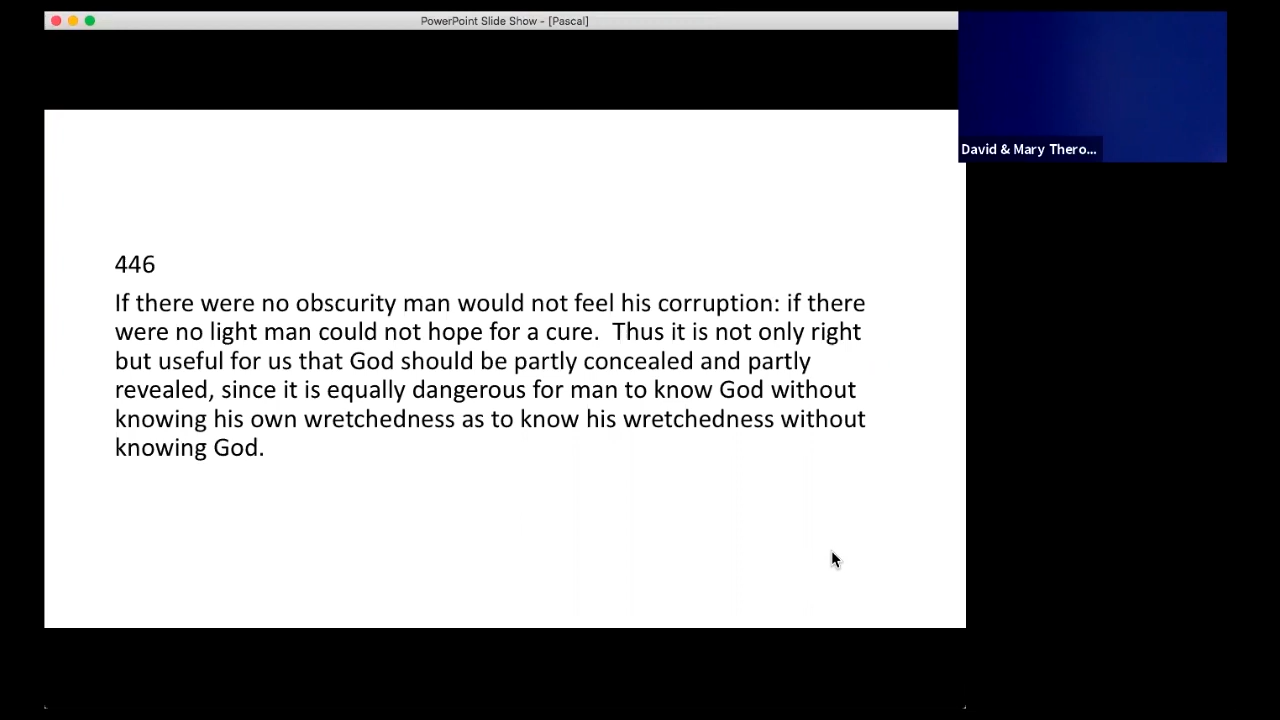 PowerPoint Slide Show - [Pascal]
David & Mary Thero...
446
If there were no obscurity man would not feel his corruption: if there
were no light man could not hope for a cure.  Thus it is not only right
but useful for us that God should be partly concealed and partly
revealed, since it is equally dangerous for man to know God without
knowing his own wretchedness as to know his wretchedness without
knowing God.